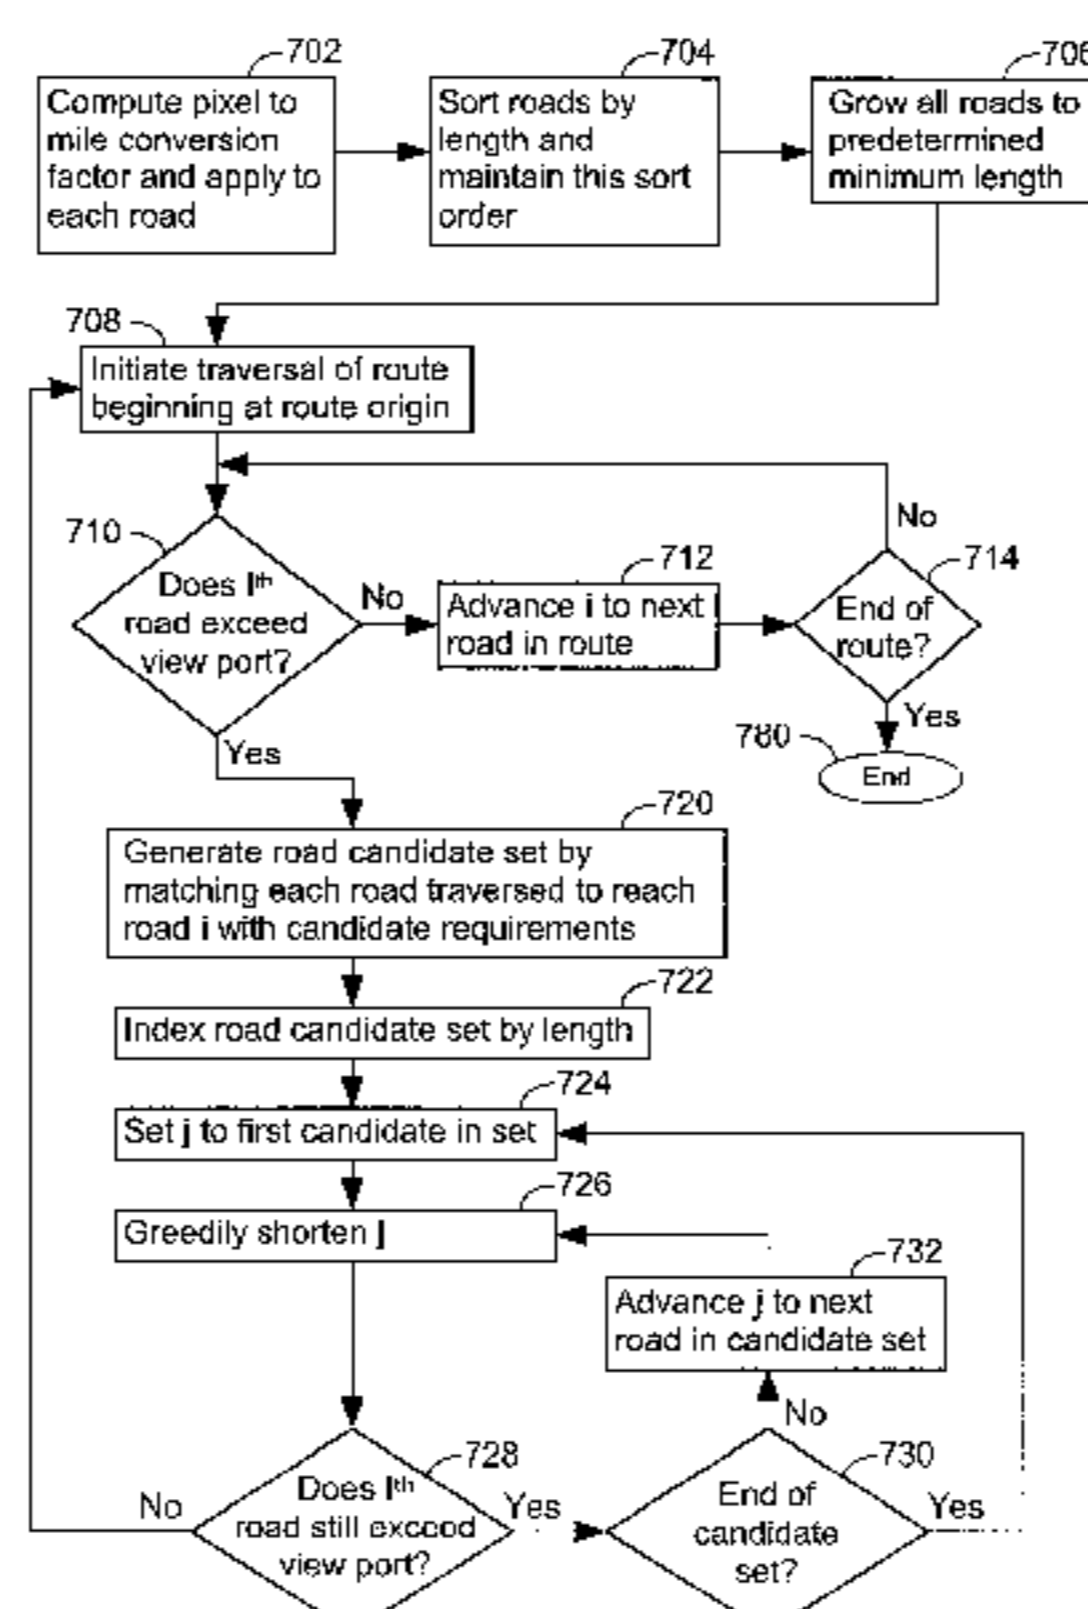 702
Compute pixel to
mile conversion
factor and apply to
each road
704
Sort roads by
length and
maintain this sort
order
706
Grow all roads to
predetermined
minimum length
708
Initiate traversal of route
beginning at route origin
710
Does Ith
road exceed
view port?
No
Yes
712
Advance i to next
road in route
714
End of
route?
No
Yes
780
End
720
Generate road candidate set by
matching each road traversed to reach
road i with candidate requirements
722
Index road candidate set by length
724
Set j to first candidate in set
726
Greedily shorten j
732
Advance j to next
road in candidate set
728
Does Ith
road still exceed
view port?
No
Yes
730
End of
candidate
set?
No
Yes